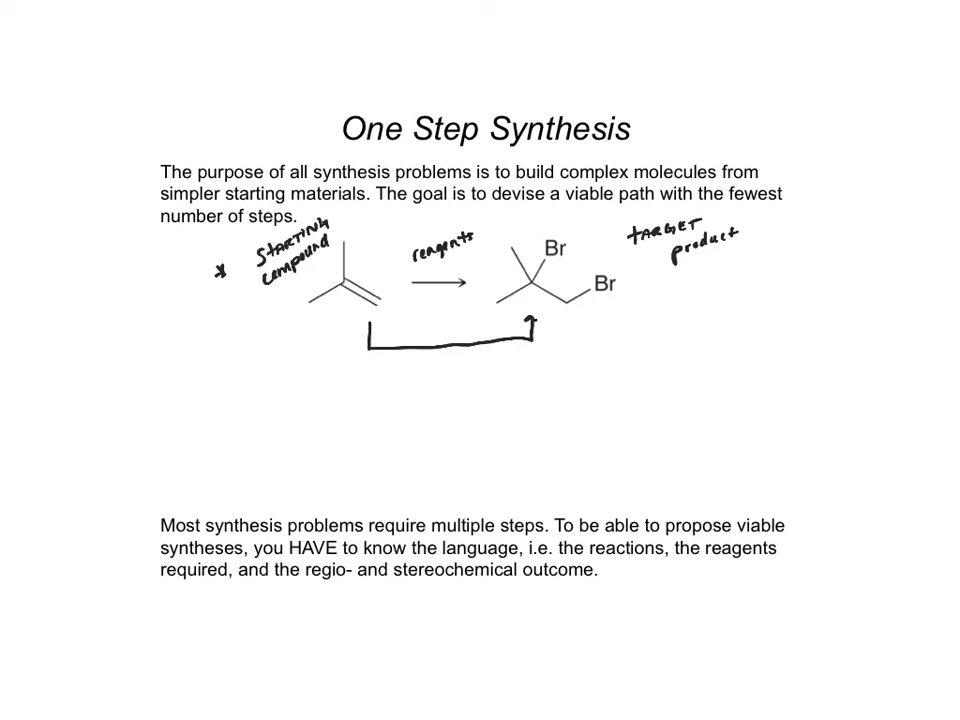 One Step Synthesis
The purpose of all synthesis problems is to build complex molecules from
simpler starting materials. The goal is to devise a viable path with the fewest
number of steps.
STARTING
compound
reagents
TARGET
product
*
Br
Br
Most synthesis problems require multiple steps. To be able to propose viable
syntheses, you HAVE to know the language, i.e. the reactions, the reagents
required, and the regio- and stereochemical outcome.